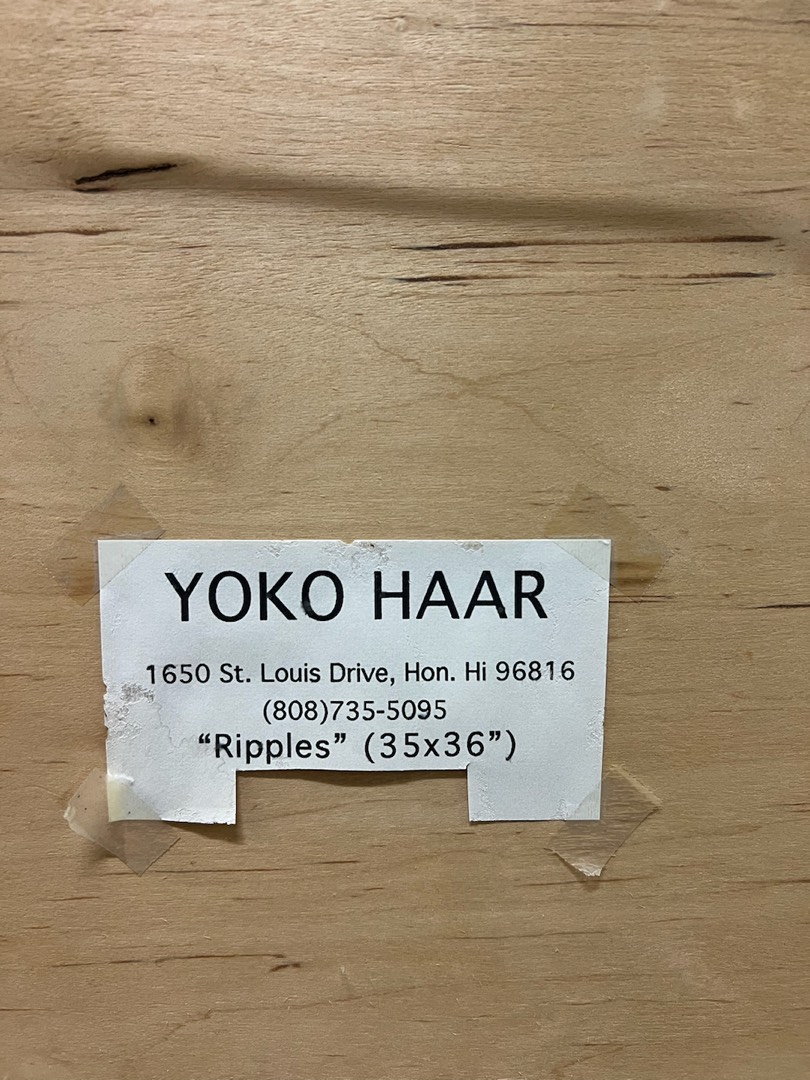 YOKO HAAR
1650 St. Louis Drive, Hon. Hi 96816
(808)735-5095
“Ripples” (35x36”)